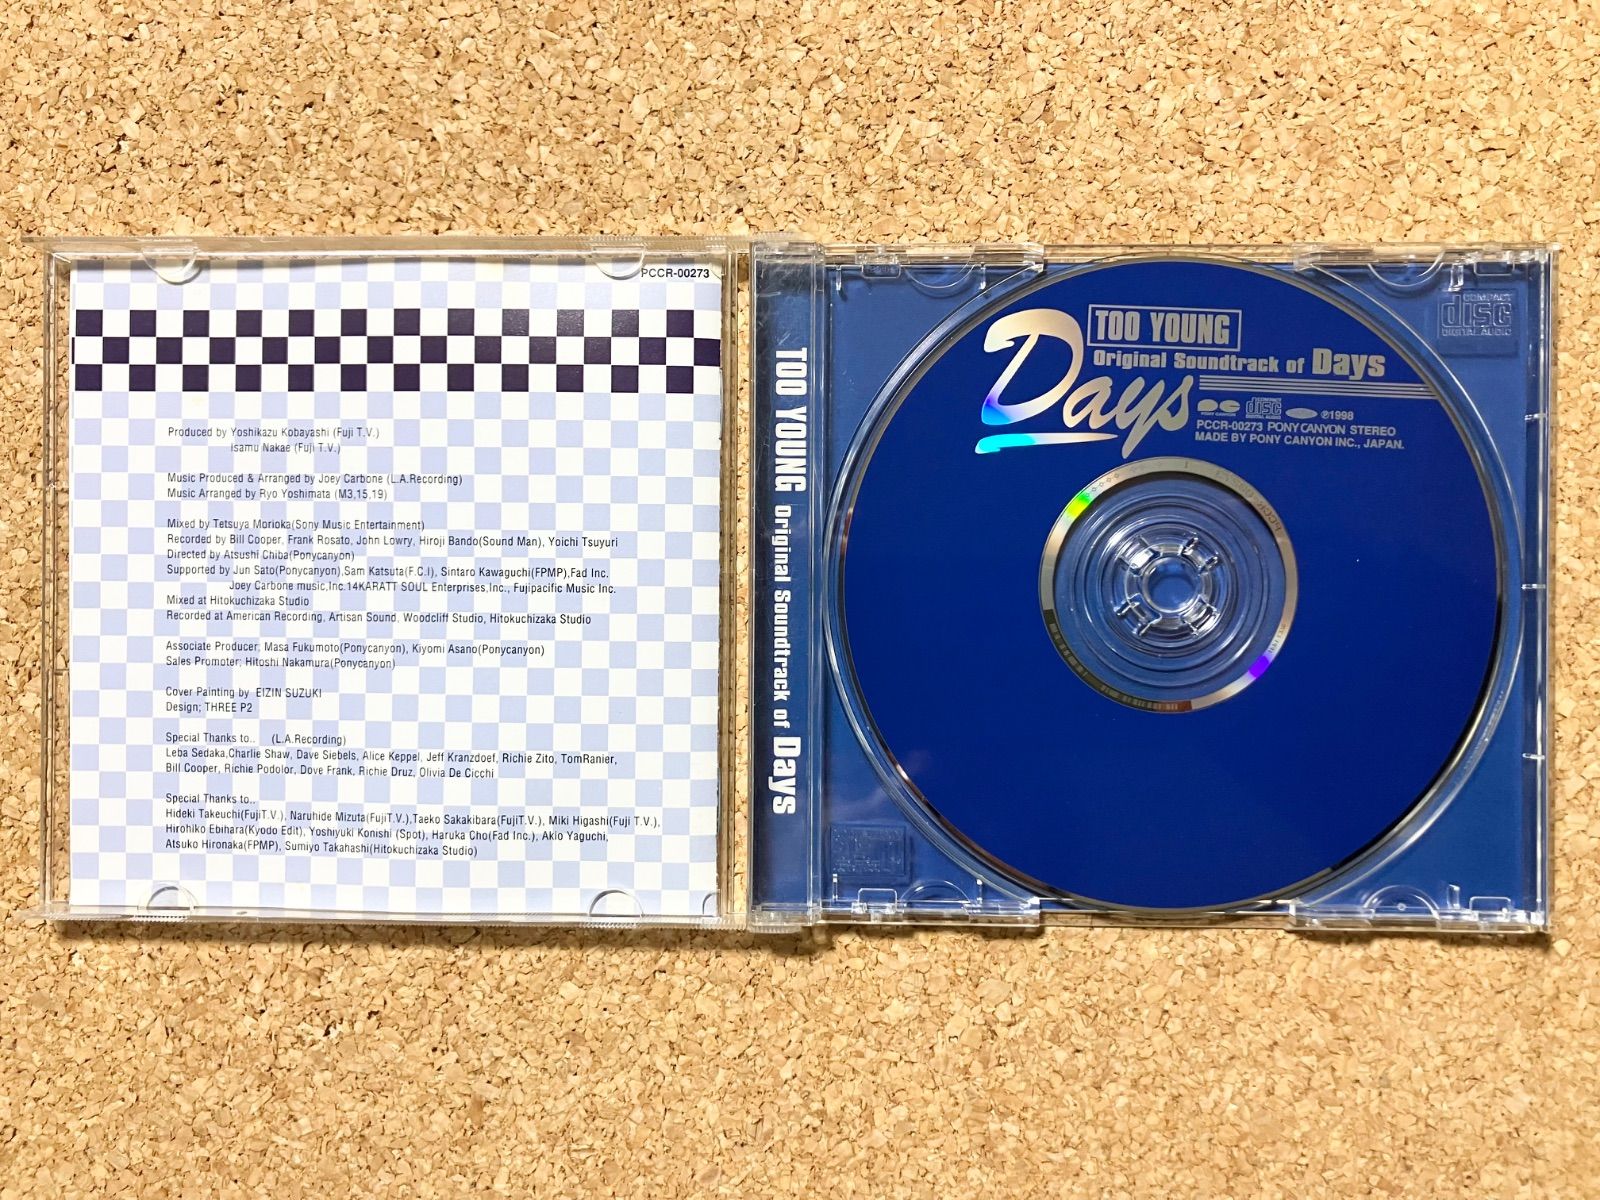 PCCR-00273
Produced by Yoshikazu Kobayashi (Fuji T.V.)
Isamu Nakae (Fuji T.V.)
Music Produced & Arranged by Joey Carbone (L.A.Recording)
Music Arranged by Ryo Yoshimata (M3,15,19)
Mixed by Tetsuya Morioka(Sony Music Entertainment)
Recorded by Bill Cooper, Frank Rosato, John Lowry, Hiroji Bando(Sound Man), Yoichi Tsuyuri
Directed by Atsushi Chiba(Ponycanyon)
Supported by Jun Sato(Ponycanyon),Sam Katsuta(F.C.I), Sintaro Kawaguchi(FPMP),Fad Inc.
Joey Carbone music,Inc.14KARATT SOUL Enterprises,Inc., Fujipacific Music Inc.
Mixed at Hitokuchizaka Studio
Recorded at American Recording, Artisan Sound, Woodcliff Studio, Hitokuchizaka Studio
Associate Producer; Masa Fukumoto(Ponycanyon), Kiyomi Asano(Ponycanyon)
Sales Promoter; Hitoshi Nakamura(Ponycanyon)
Cover Painting by EIZIN SUZUKI
Design; THREE P2
Special Thanks to.. (L.A.Recording)
Leba Sedaka,Charlie Shaw, Dave Siebels, Alice Keppel, Jeff Kranzdoef, Richie Zito, TomRanier,
Bill Cooper, Richie Podolor, Dove Frank, Richie Druz, Olivia De Cicchi
Special Thanks to..
Hideki Takeuchi(FujiT.V.), Naruhide Mizuta(FujiT.V.),Taeko Sakakibara(FujiT.V.), Miki Higashi(Fuji T.V.),
Hirohiko Ebihara(Kyodo Edit), Yoshiyuki Konishi (Spot), Haruka Cho(Fad Inc.), Akio Yaguchi,
Atsuko Hironaka(FPMP), Sumiyo Takahashi(Hitokuchizaka Studio)
TOO YOUNG Original Soundtrack of Days
TOO YOUNG
Original Soundtrack of Days
Days
PONY CANYON COMPACT disc DIGITAL AUDIO ℗1998
PCCR-00273 PONY CANYON STEREO
MADE BY PONY CANYON INC., JAPAN.
COMPACT
disc
DIGITAL AUDIO